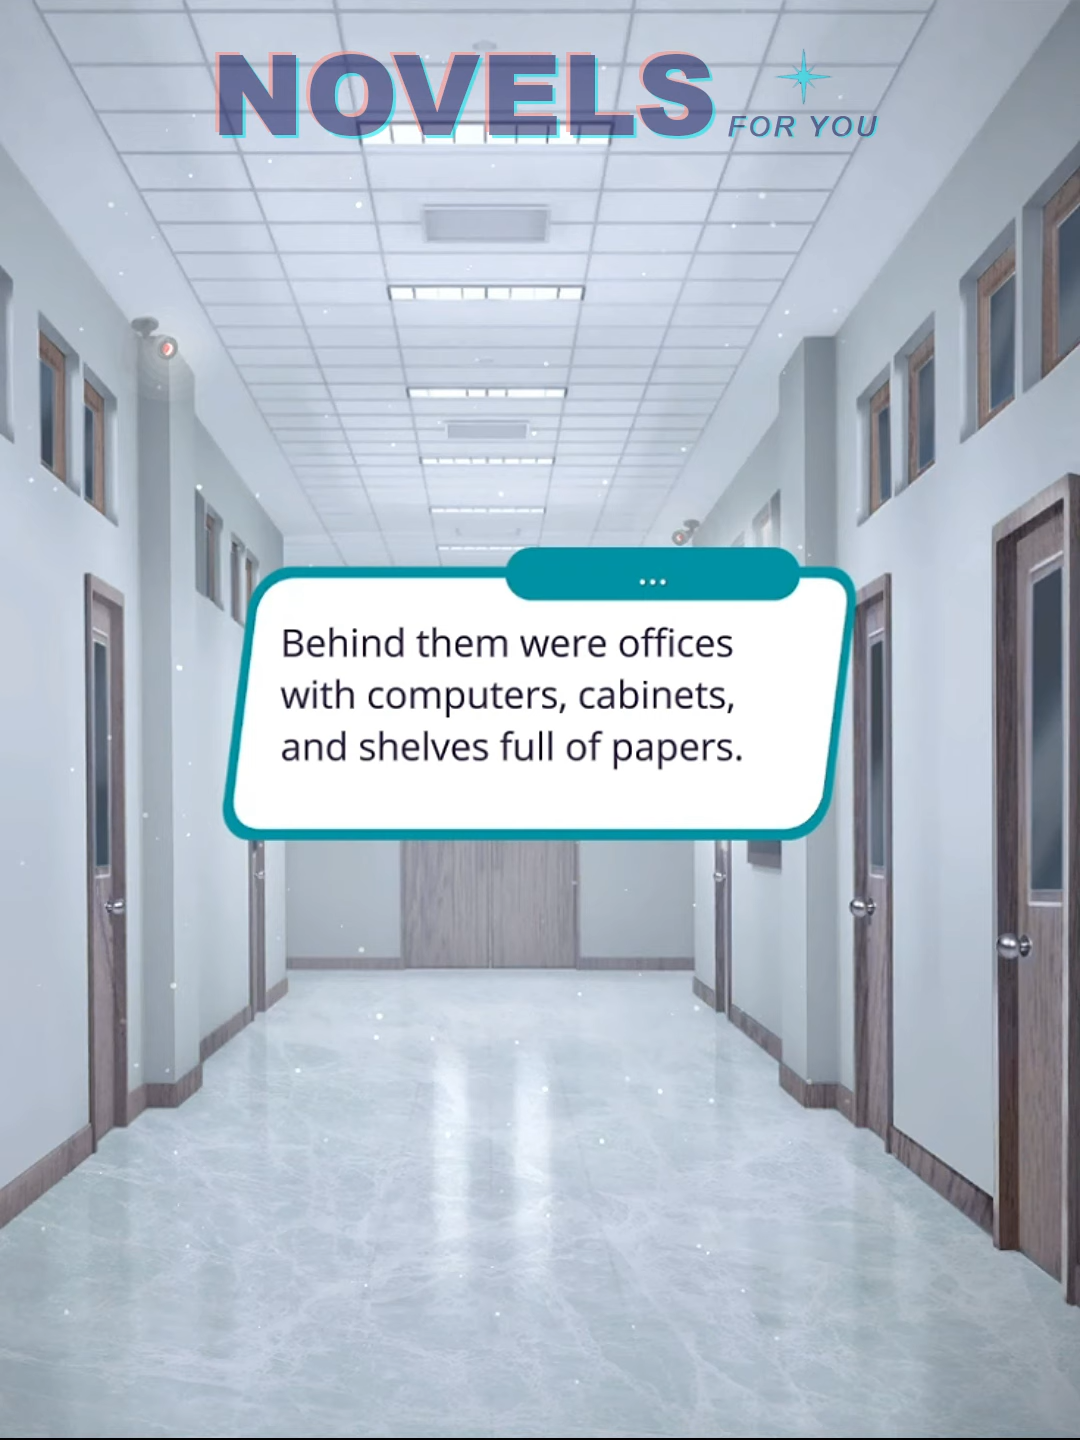 NOVELS
FOR YOU
...
Behind them were offices
with computers, cabinets,
and shelves full of papers.